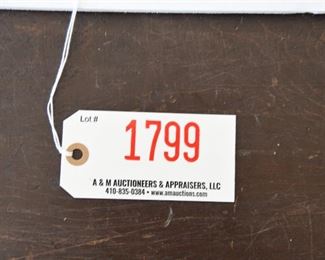 Lot #
1799
A & M AUCTIONEERS & APPRAISERS, LLC
410-835-0384 • www.amauctions.com